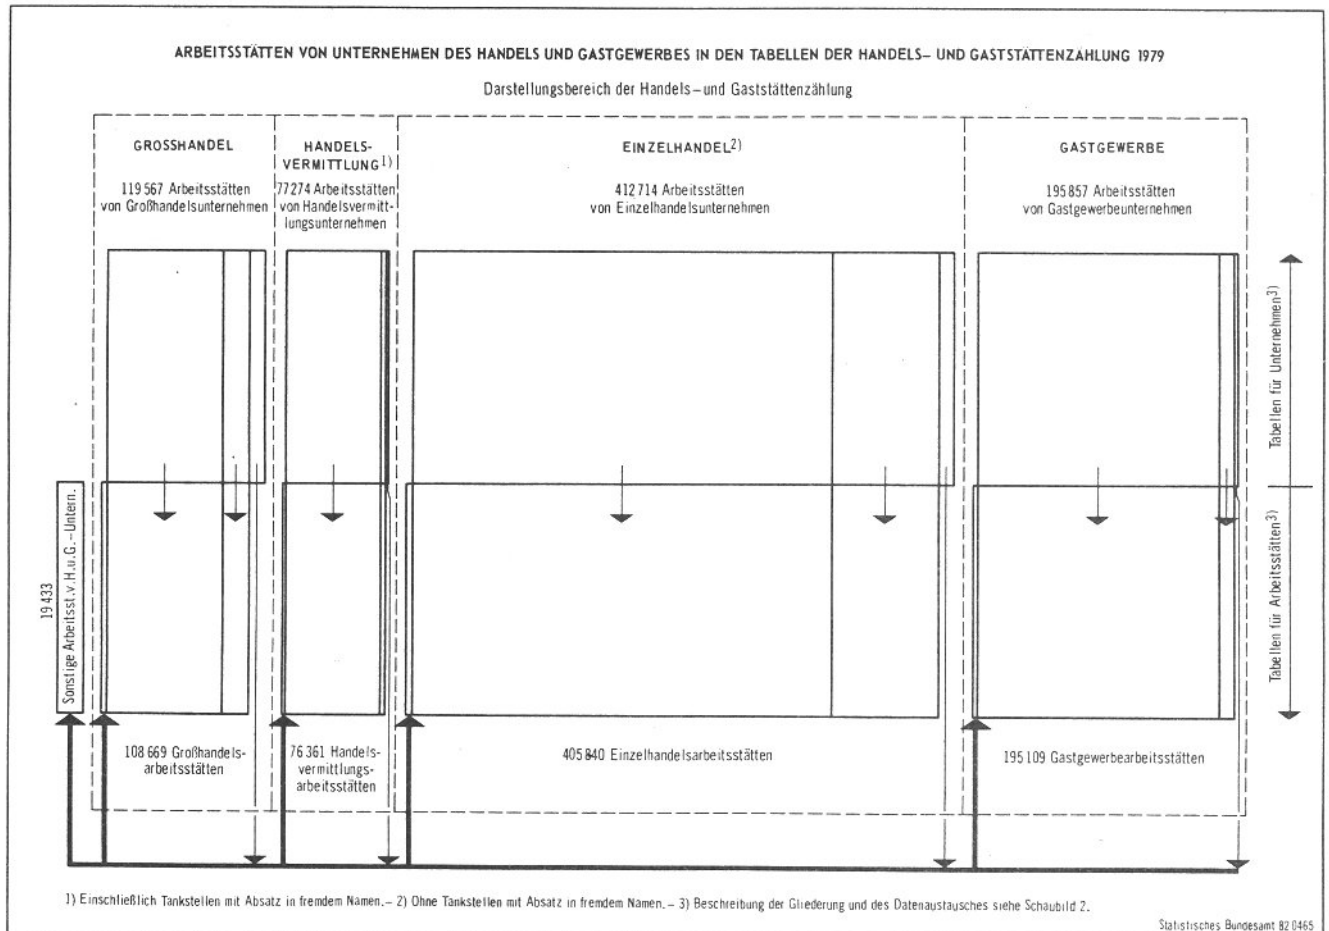 ARBEITSSTÄTTEN VON UNTERNEHMEN DES HANDELS UND GASTGEWERBES IN DEN TABELLEN DER HANDELS- UND GASTSTÄTTENZÄHLUNG 1979
Darstellungsbereich der Handels- und Gaststättenzählung
GROSSHANDEL
119 567 Arbeitsstätten
von Großhandelsunternehmen
HANDELS-
VERMITTLUNG1)
77 274 Arbeitsstätten
von Handelsvermitt-
lungsunternehmen
EINZELHANDEL2)
412 714 Arbeitsstätten
von Einzelhandelsunternehmen
GASTGEWERBE
195 857 Arbeitsstätten
von Gastgewerbeunternehmen
Tabellen für Unternehmen3)
Tabellen für Arbeitsstätten3)
19 433
Sonstige Arbeitsst.v.H.u.G.-Untern.
108 669 Großhandels-
arbeitsstätten
76 361 Handels-
vermittlungs-
arbeitsstätten
405 840 Einzelhandelsarbeitsstätten
195 109 Gastgewerbearbeitsstätten
1) Einschließlich Tankstellen mit Absatz in fremdem Namen.- 2) Ohne Tankstellen mit Absatz in fremdem Namen.- 3) Beschreibung der Gliederung und des Datenaustausches siehe Schaubild 2.
Statistisches Bundesamt 82 0465